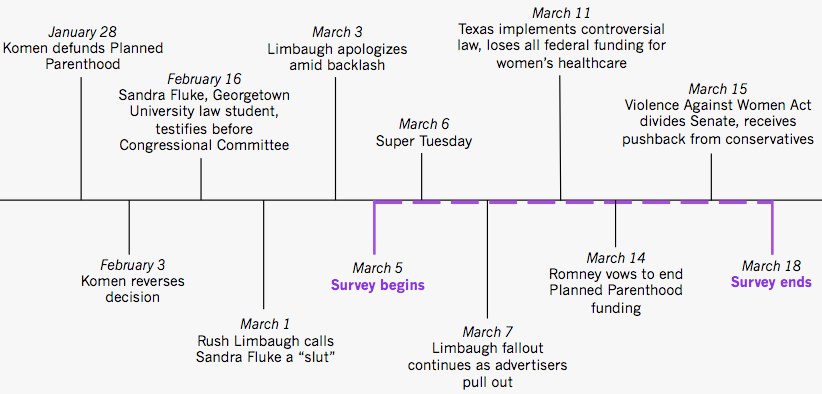 January 28
Komen defunds Planned
Parenthood
February 16
Sandra Fluke, Georgetown
University law student,
testifies before
Congressional Committee
March 3
Limbaugh apologizes
amid backlash
March 6
Super Tuesday
March 11
Texas implements controversial
law, loses all federal funding for
women's healthcare
March 15
Violence Against Women Act
divides Senate, receives
pushback from conservatives
February 3
Komen reverses
decision
March 1
Rush Limbaugh calls
Sandra Fluke a “slut”
March 5
Survey begins
March 7
Limbaugh fallout
continues as advertisers
pull out
March 14
Romney vows to end
Planned Parenthood
funding
March 18
Survey ends